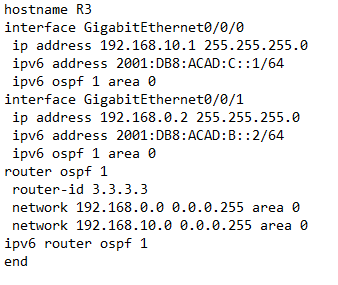 hostname R3
interface GigabitEthernet0/0/0
 ip address 192.168.10.1 255.255.255.0
 ipv6 address 2001:DB8:ACAD:C::1/64
 ipv6 ospf 1 area 0
interface GigabitEthernet0/0/1
 ip address 192.168.0.2 255.255.255.0
 ipv6 address 2001:DB8:ACAD:B::2/64
 ipv6 ospf 1 area 0
router ospf 1
 router-id 3.3.3.3
 network 192.168.0.0 0.0.0.255 area 0
 network 192.168.10.0 0.0.0.255 area 0
ipv6 router ospf 1
end